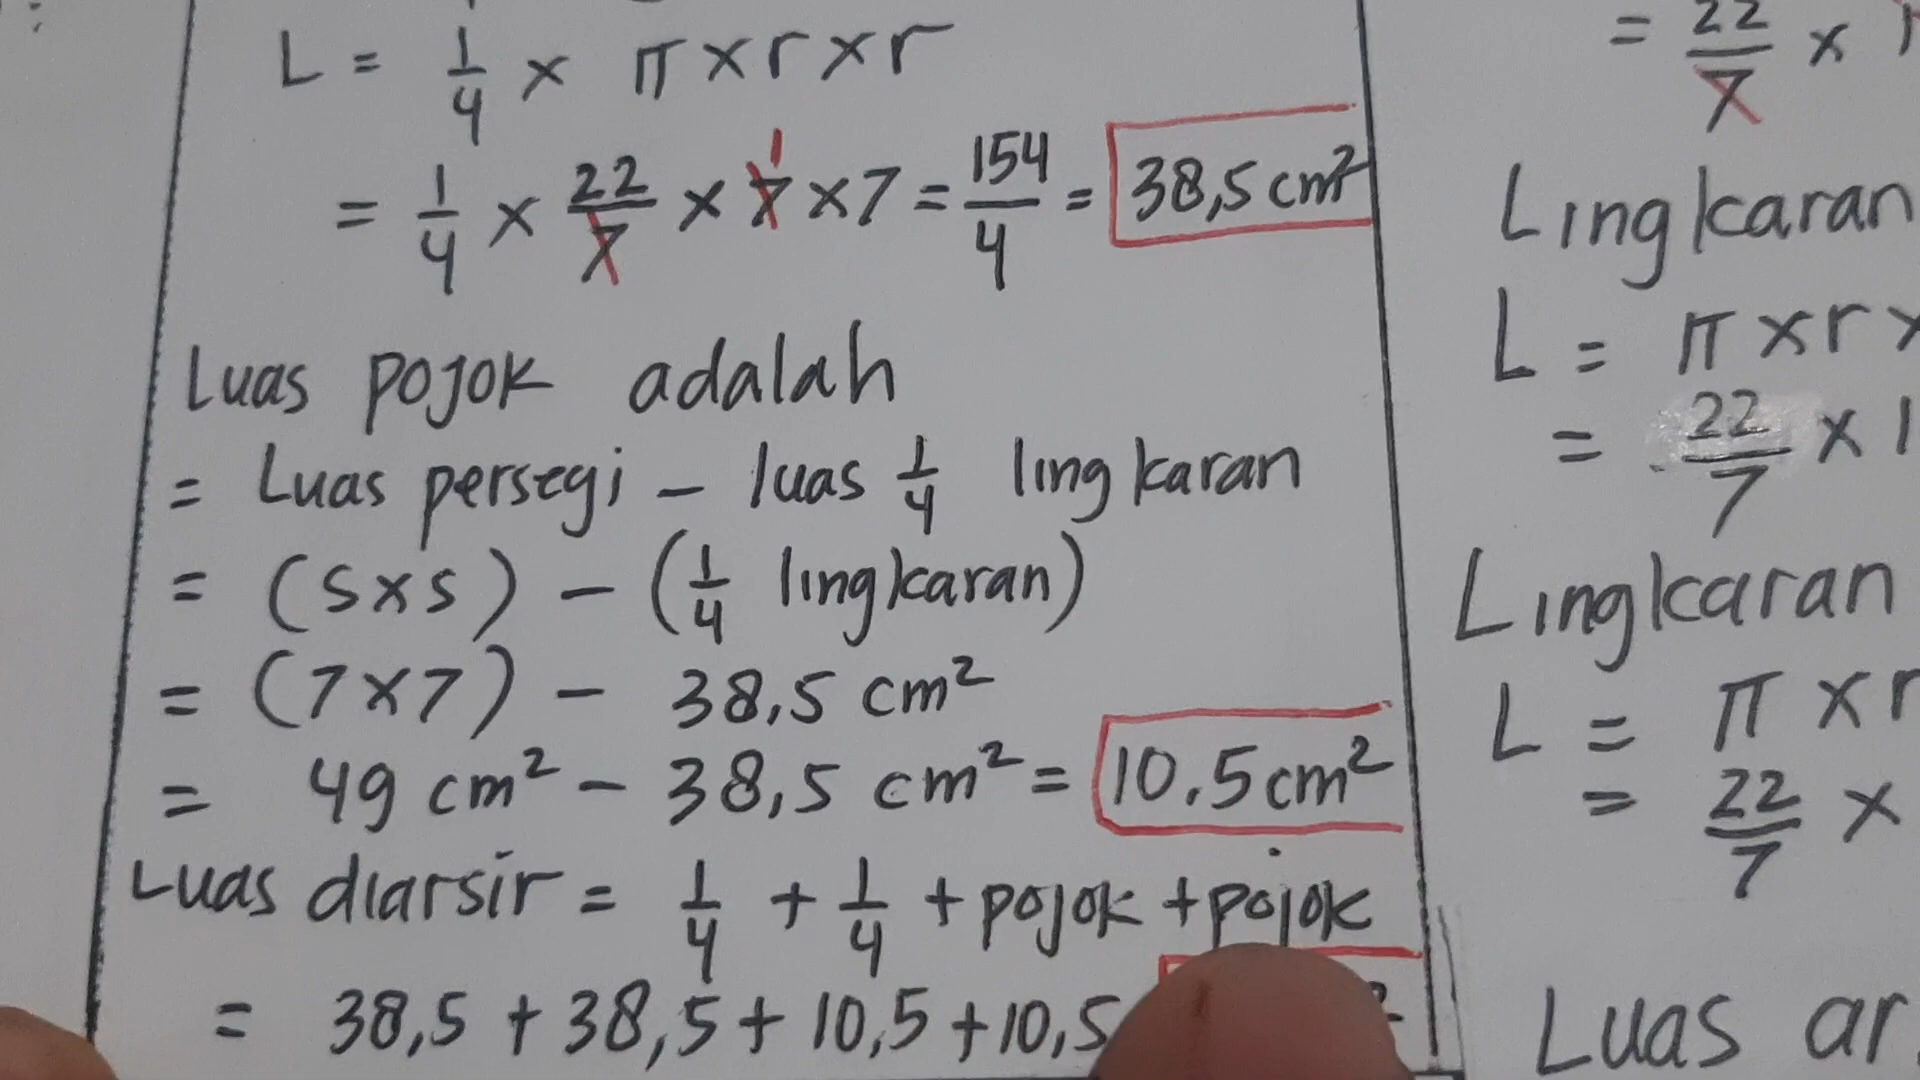 L = 1/4 × π × r × r
= 1/4 × 22/7 × 7 1 × 7 = 154/4 = 38,5 cm²
Luas pojok adalah
= Luas persegi – luas 1/4 lingkaran
= (s×s) – (1/4 lingkaran)
= (7×7) – 38,5 cm²
= 49 cm² – 38,5 cm² = 10.5 cm²
Luas diarsir = 1/4 + 1/4 + pojok + pojok
= 38,5 + 38,5 + 10,5 + 10,5
= 22/7 ×
Lingkaran
L = π × r ×
= 22/7 × 1
Lingkaran
L = π × r
= 22/7 ×
Luas ar